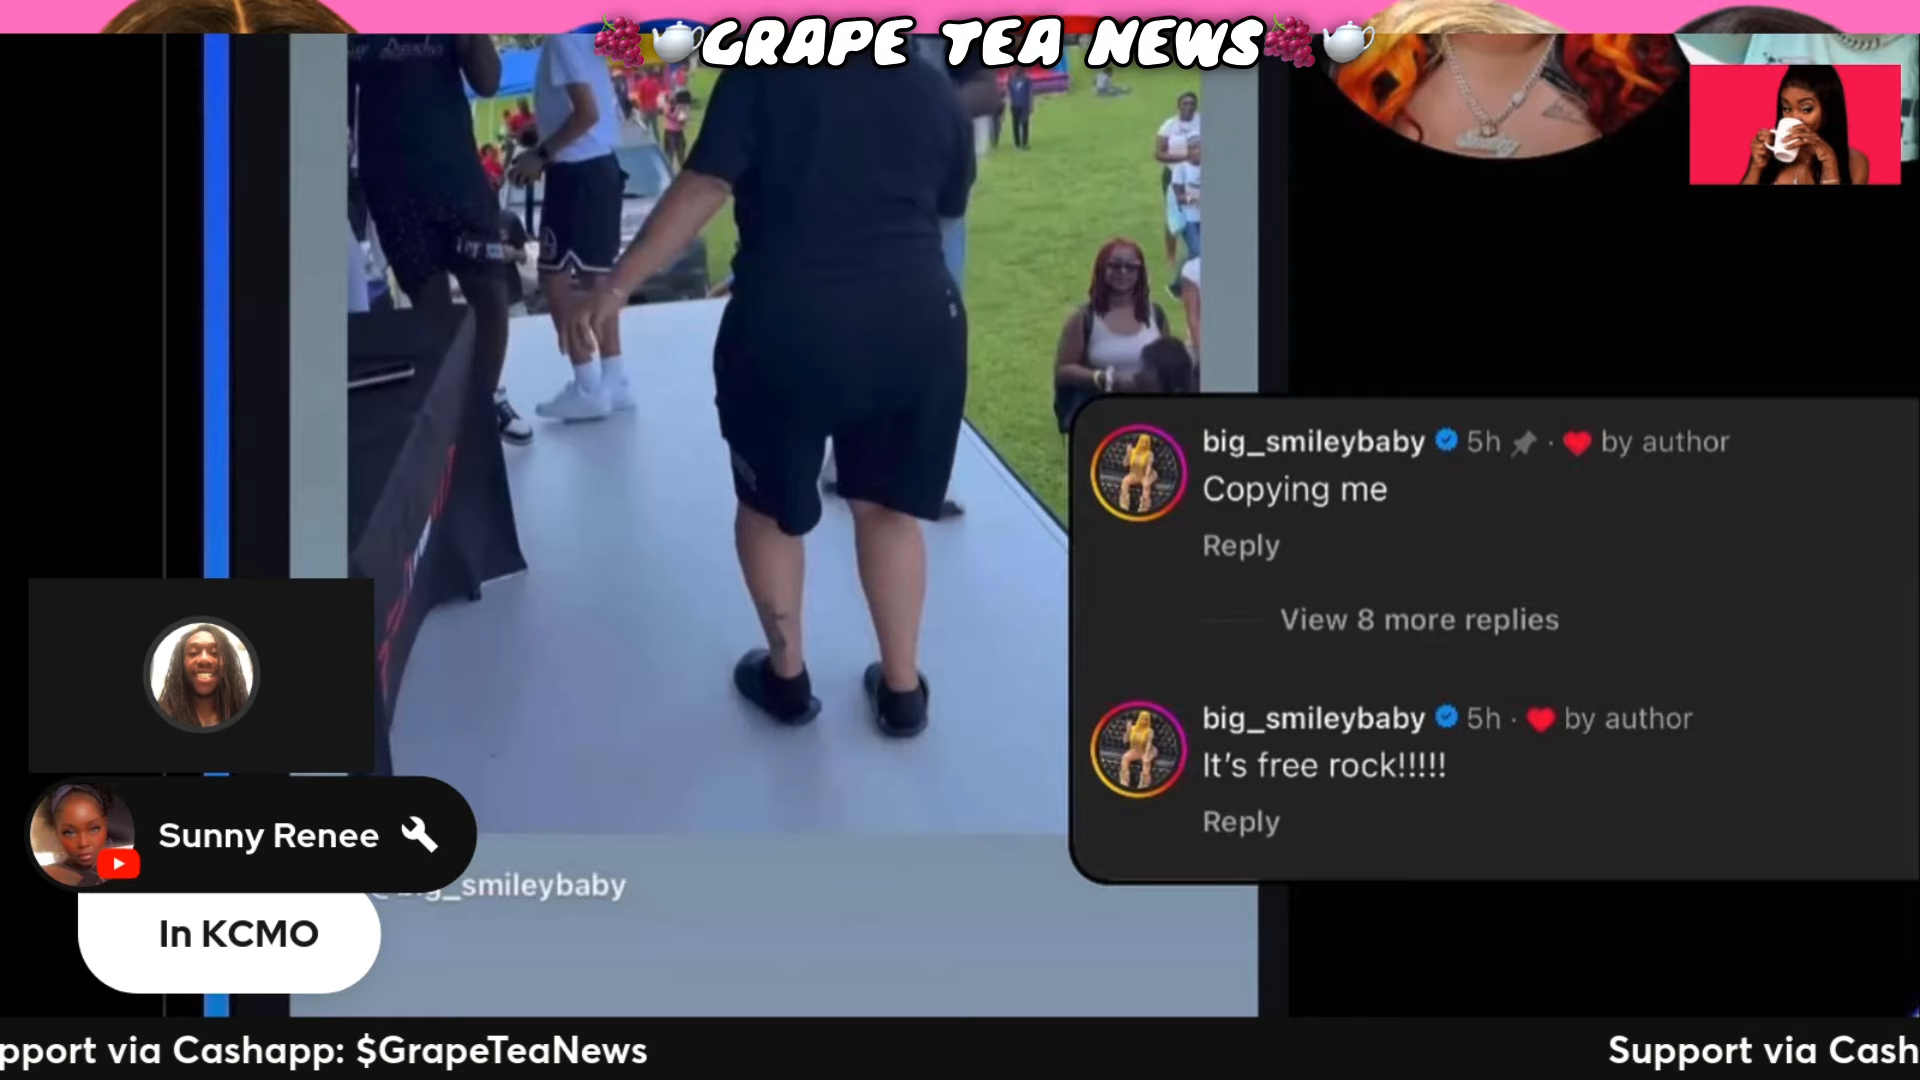 GRAPE TEA NEWS
big_smileybaby 5h · by author
Copying me
Reply
View 8 more replies
big_smileybaby 5h · by author
It's free rock!!!!!
Reply
Sunny Renee
_smileybaby
In KCMO
pport via Cashapp: $GrapeTeaNews
Support via Cash